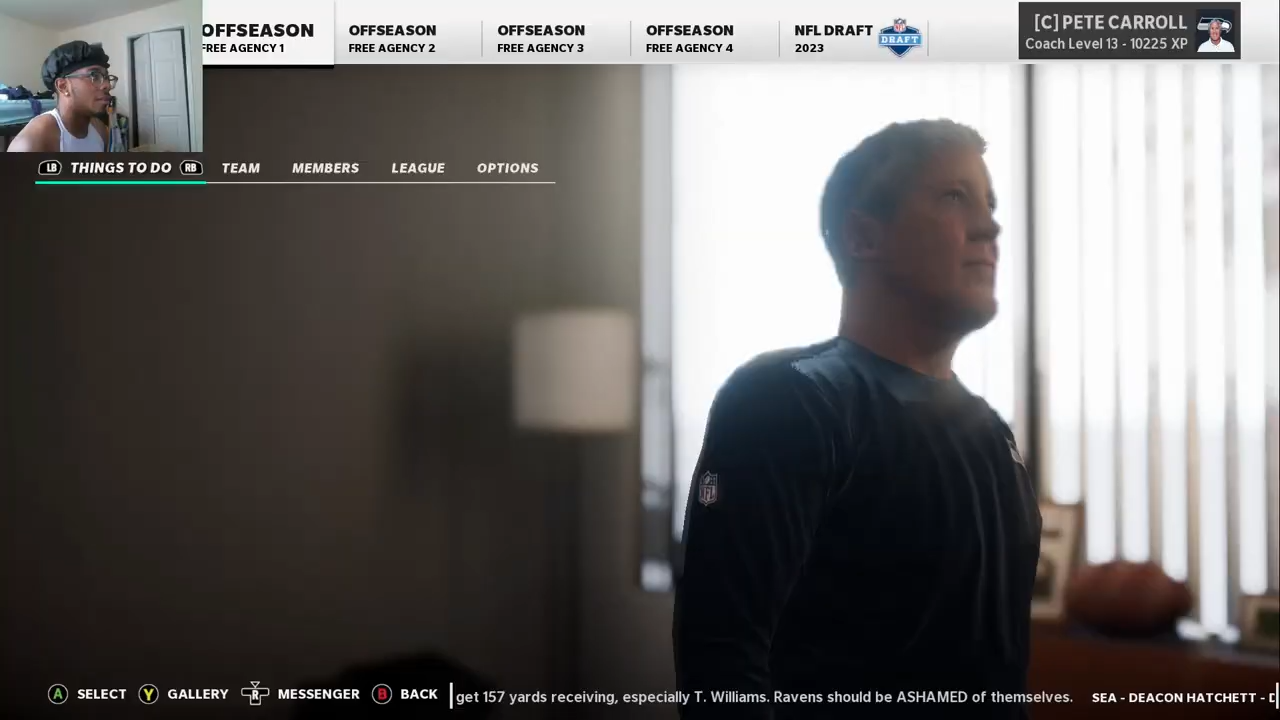 OFFSEASON
FREE AGENCY 1
OFFSEASON
FREE AGENCY 2
OFFSEASON
FREE AGENCY 3
OFFSEASON
FREE AGENCY 4
NFL DRAFT
2023
DRAFT
[C] PETE CARROLL
Coach Level 13 - 10225 XP
LB THINGS TO DO RB TEAM MEMBERS LEAGUE OPTIONS
NFL
A SELECT Y GALLERY R MESSENGER B BACK
get 157 yards receiving, especially T. Williams. Ravens should be ASHAMED of themselves. SEA - DEACON HATCHETT -